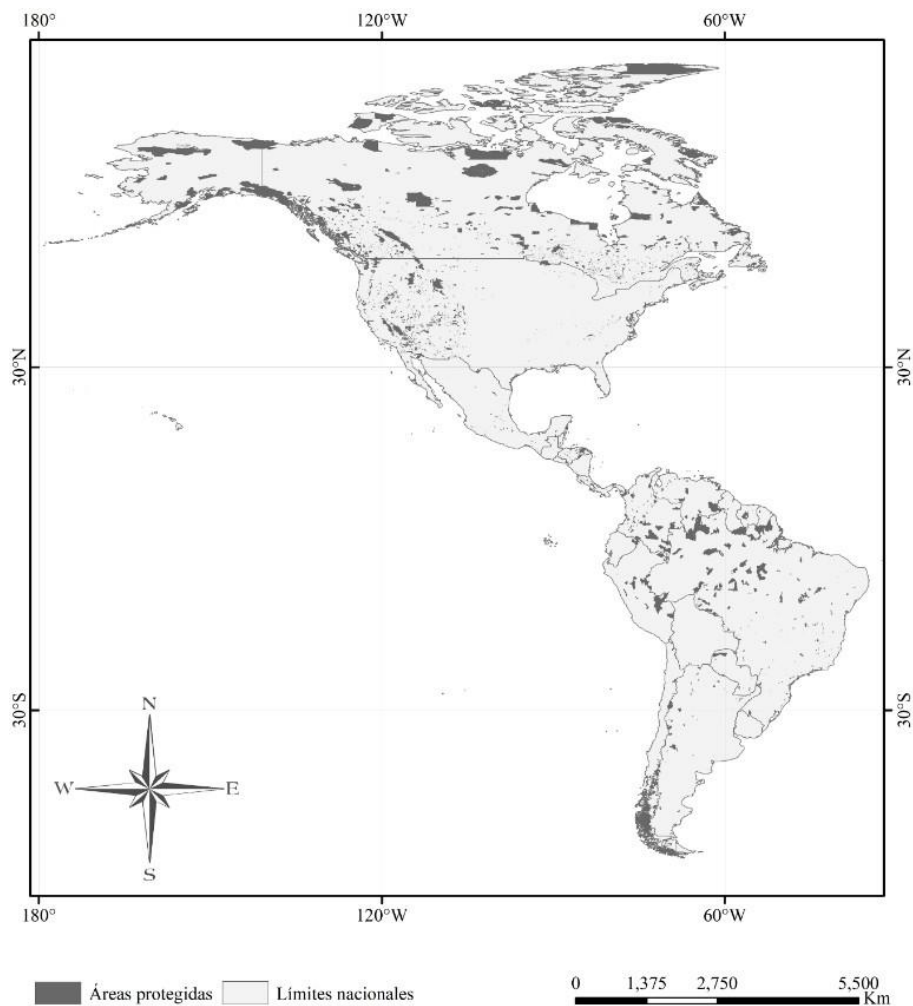 180° 120°W 60°W
30°N 30°N
30°S 30°S
N
W E
S
180° 120°W 60°W
Áreas protegidas Límites nacionales
0 1,375 2,750 5,500
Km